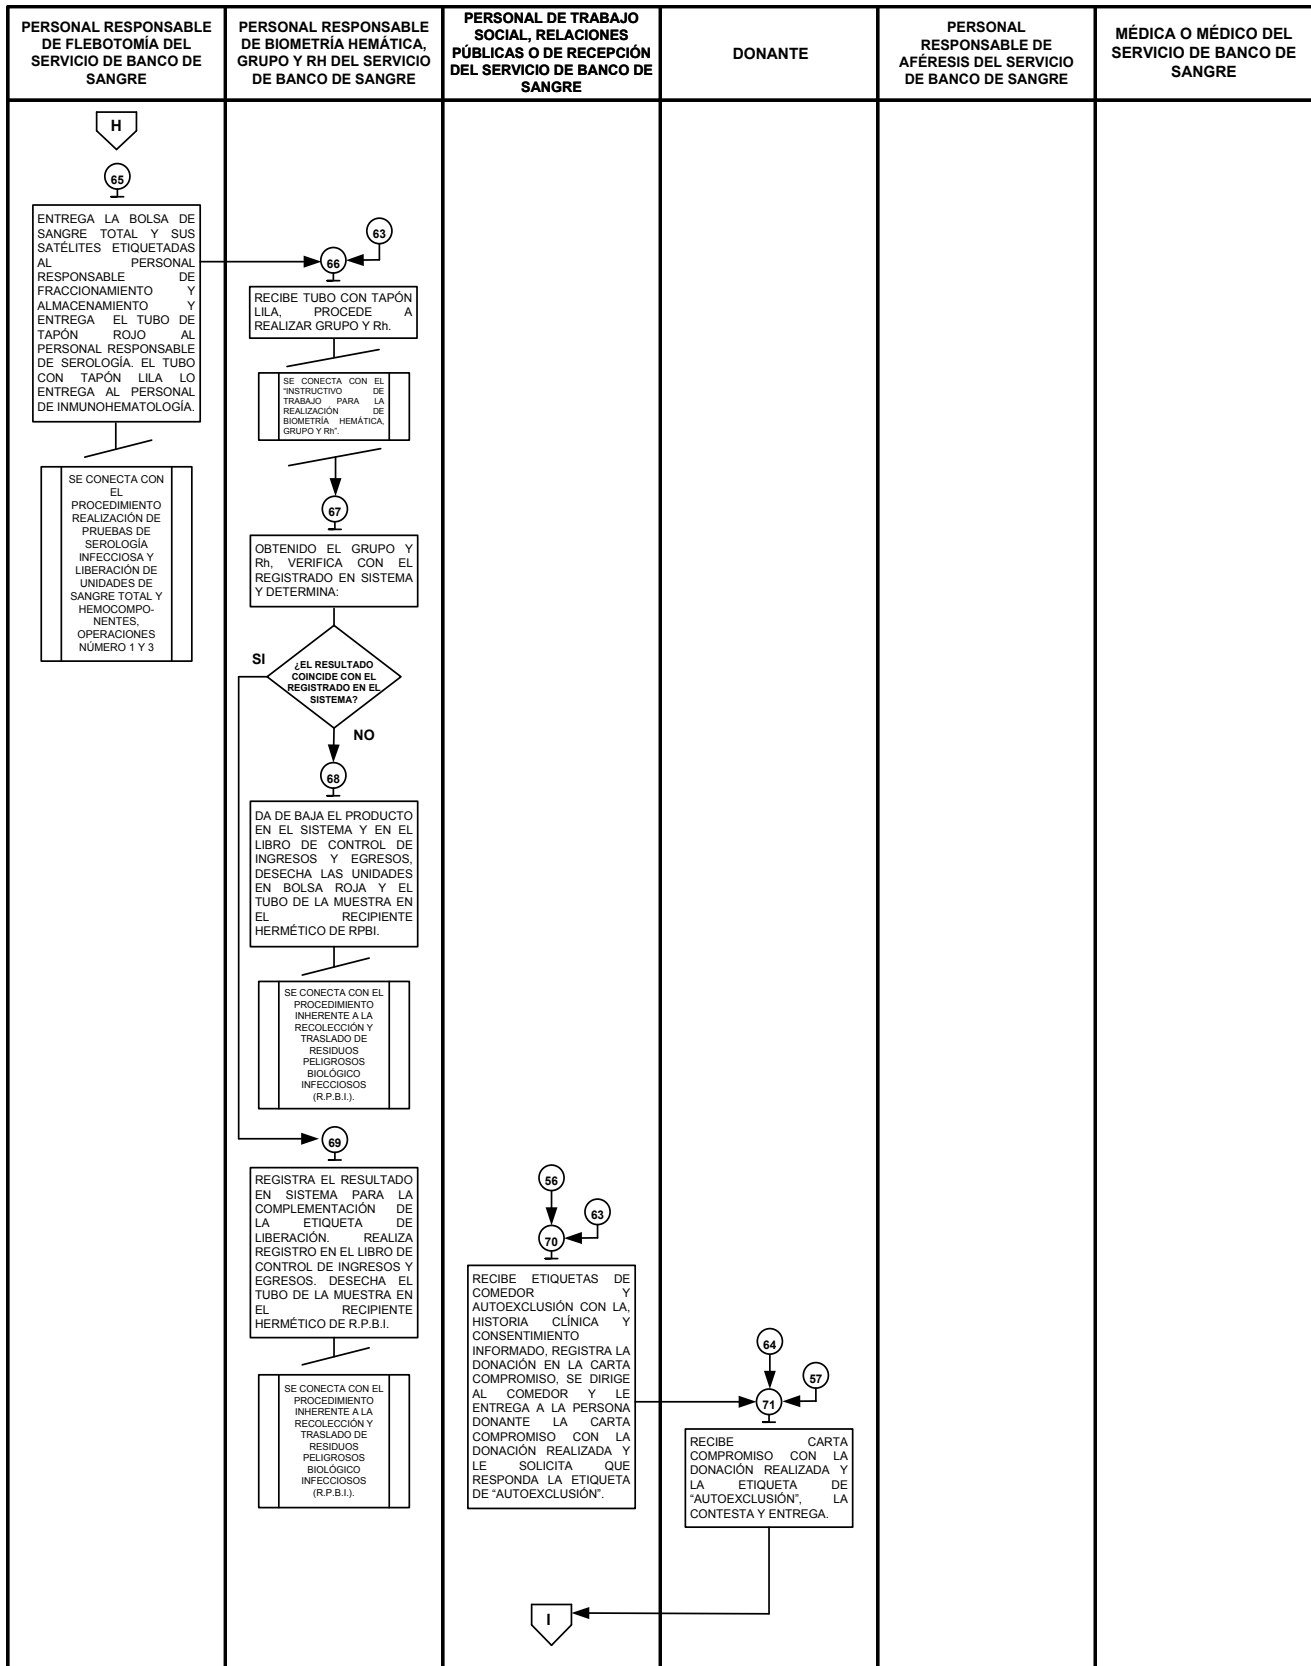 PERSONAL RESPONSABLE
DE FLEBOTOMÍA DEL
SERVICIO DE BANCO DE
SANGRE
PERSONAL RESPONSABLE
DE BIOMETRÍA HEMÁTICA,
GRUPO Y RH DEL SERVICIO
DE BANCO DE SANGRE
PERSONAL DE TRABAJO
SOCIAL, RELACIONES
PÚBLICAS O DE RECEPCIÓN
DEL SERVICIO DE BANCO DE
SANGRE
DONANTE
PERSONAL
RESPONSABLE DE
AFÉRESIS DEL SERVICIO
DE BANCO DE SANGRE
MÉDICA O MÉDICO DEL
SERVICIO DE BANCO DE
SANGRE
H
65
ENTREGA LA BOLSA DE
SANGRE TOTAL Y SUS
SATÉLITES ETIQUETADAS
AL PERSONAL
RESPONSABLE DE
FRACCIONAMIENTO Y
ALMACENAMIENTO Y
ENTREGA EL TUBO DE
TAPÓN ROJO AL
PERSONAL RESPONSABLE
DE SEROLOGÍA. EL TUBO
CON TAPÓN LILA LO
ENTREGA AL PERSONAL
DE INMUNOHEMATOLOGÍA.
SE CONECTA CON
EL
PROCEDIMIENTO
REALIZACIÓN DE
PRUEBAS DE
SEROLOGÍA
INFECCIOSA Y
LIBERACIÓN DE
UNIDADES DE
SANGRE TOTAL Y
HEMOCOMPO-
NENTES,
OPERACIONES
NÚMERO 1 Y 3
63
66
RECIBE TUBO CON TAPÓN
LILA, PROCEDE A
REALIZAR GRUPO Y Rh.
SE CONECTA CON EL
"INSTRUCTIVO DE
TRABAJO PARA LA
REALIZACIÓN DE
BIOMETRÍA HEMÁTICA,
GRUPO Y Rh".
67
OBTENIDO EL GRUPO Y
Rh, VERIFICA CON EL
REGISTRADO EN SISTEMA
Y DETERMINA:
SI
¿EL RESULTADO
COINCIDE CON EL
REGISTRADO EN EL
SISTEMA?
NO
68
DA DE BAJA EL PRODUCTO
EN EL SISTEMA Y EN EL
LIBRO DE CONTROL DE
INGRESOS Y EGRESOS,
DESECHA LAS UNIDADES
EN BOLSA ROJA Y EL
TUBO DE LA MUESTRA EN
EL RECIPIENTE
HERMÉTICO DE RPBI.
SE CONECTA CON EL
PROCEDIMIENTO
INHERENTE A LA
RECOLECCIÓN Y
TRASLADO DE
RESIDUOS
PELIGROSOS
BIOLÓGICO
INFECCIOSOS
(R.P.B.I.).
69
REGISTRA EL RESULTADO
EN SISTEMA PARA LA
COMPLEMENTACIÓN DE
LA ETIQUETA DE
LIBERACIÓN. REALIZA
REGISTRO EN EL LIBRO DE
CONTROL DE INGRESOS Y
EGRESOS. DESECHA EL
TUBO DE LA MUESTRA EN
EL RECIPIENTE
HERMÉTICO DE R.P.B.I.
SE CONECTA CON EL
PROCEDIMIENTO
INHERENTE A LA
RECOLECCIÓN Y
TRASLADO DE
RESIDUOS
PELIGROSOS
BIOLÓGICO
INFECCIOSOS
(R.P.B.I.).
56
63
70
RECIBE ETIQUETAS DE
COMEDOR Y
AUTOEXCLUSIÓN CON LA,
HISTORIA CLÍNICA Y
CONSENTIMIENTO
INFORMADO, REGISTRA LA
DONACIÓN EN LA CARTA
COMPROMISO, SE DIRIGE
AL COMEDOR Y LE
ENTREGA A LA PERSONA
DONANTE LA CARTA
COMPROMISO CON LA
DONACIÓN REALIZADA Y
LE SOLICITA QUE
RESPONDA LA ETIQUETA
DE "AUTOEXCLUSIÓN".
64
57
71
RECIBE CARTA
COMPROMISO CON LA
DONACIÓN REALIZADA Y
LA ETIQUETA DE
"AUTOEXCLUSIÓN", LA
CONTESTA Y ENTREGA.
I